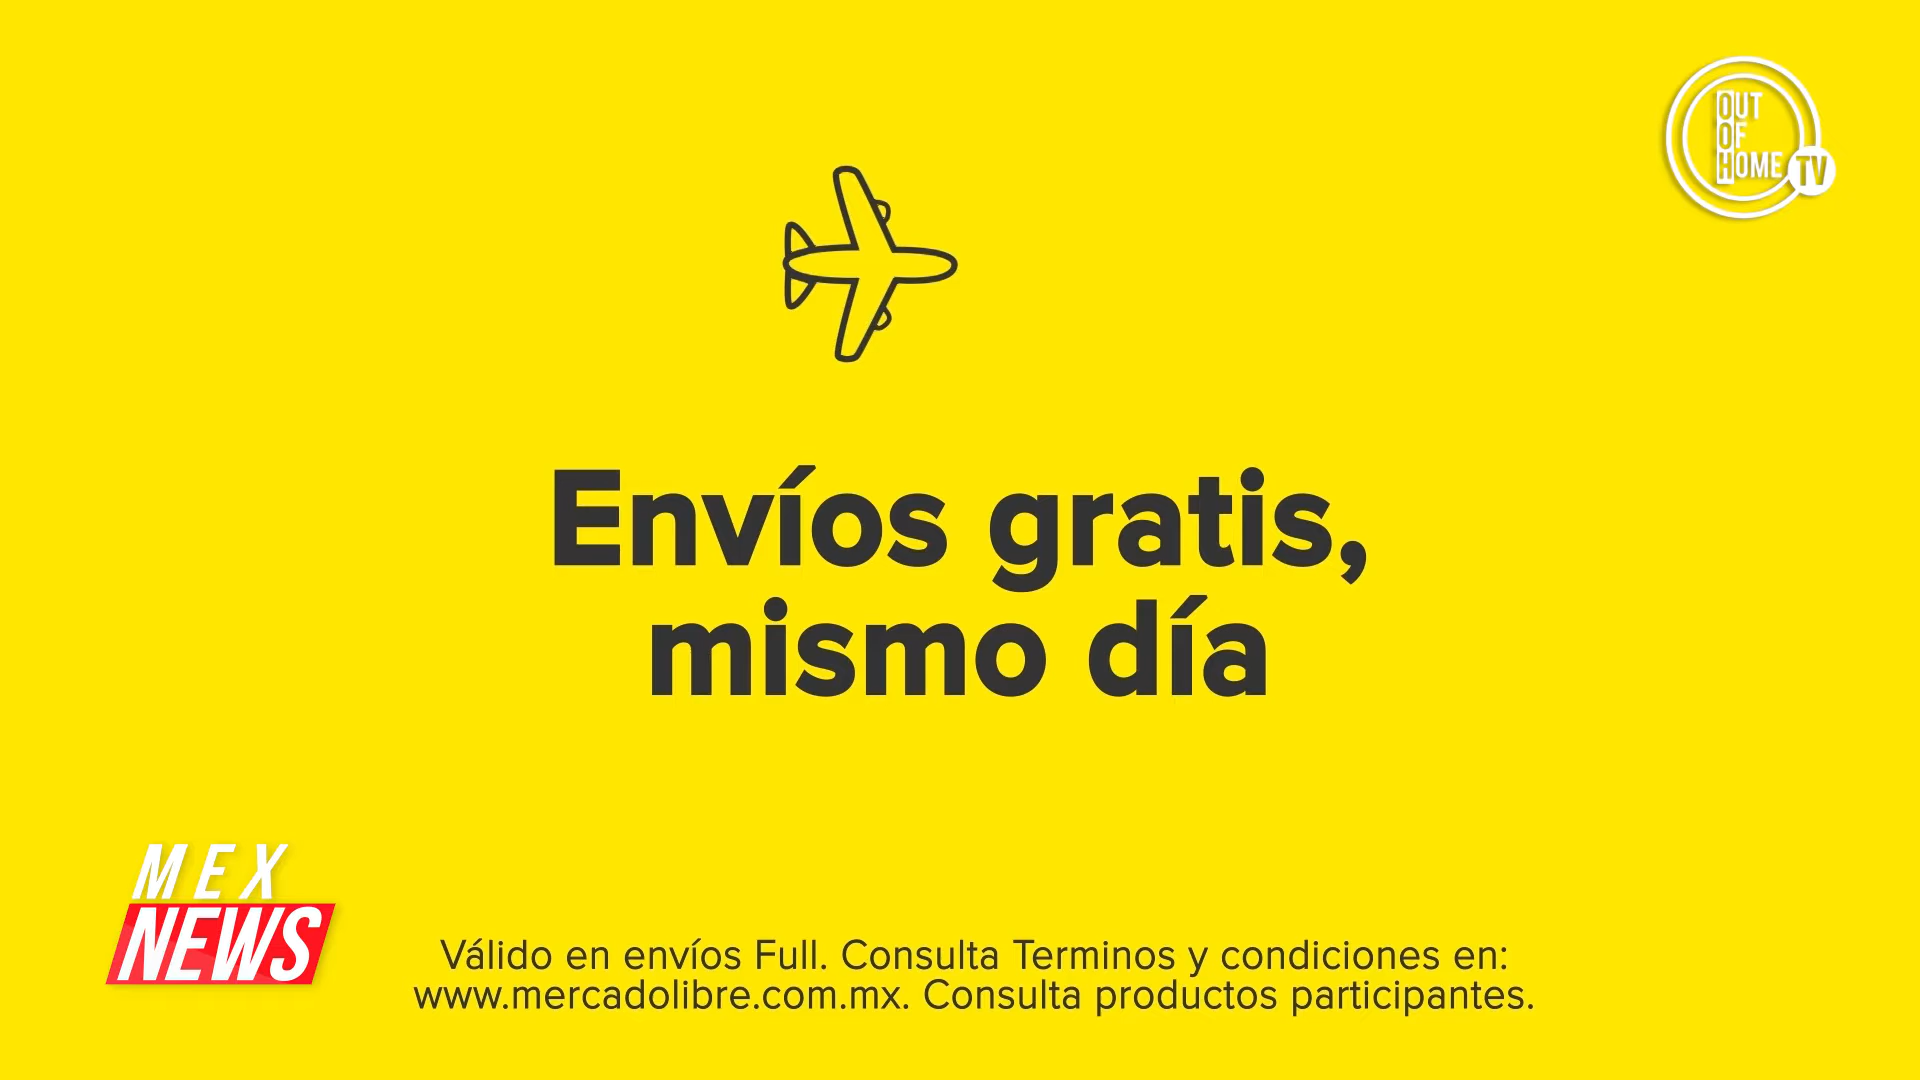 OUT
OF
HOME TV
Envíos gratis,
mismo día
MEX
NEWS
Válido en envíos Full. Consulta Terminos y condiciones en:
www.mercadolibre.com.mx. Consulta productos participantes.